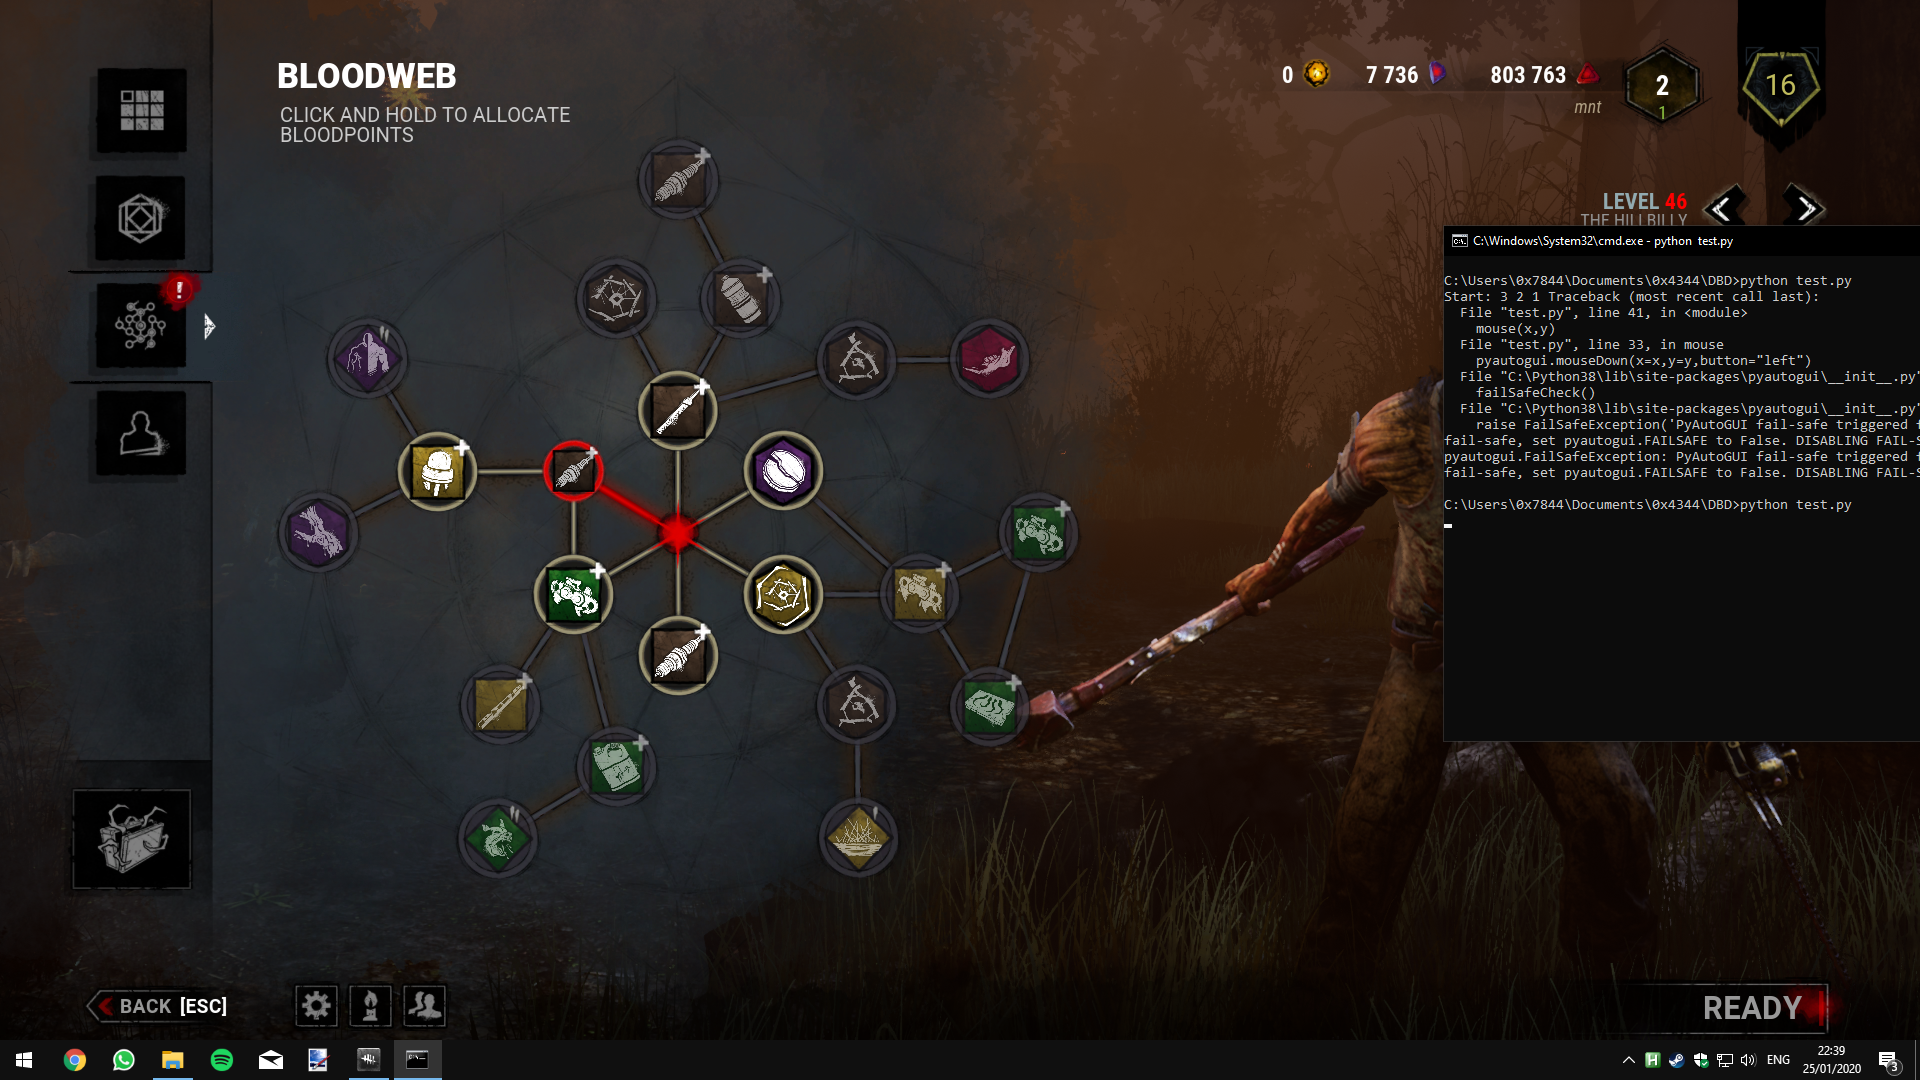 BLOODWEB
CLICK AND HOLD TO ALLOCATE
BLOODPOINTS
0 7 736 803 763
mnt
2
1
16
LEVEL 46
THE HILLBILLY
C:\Windows\System32\cmd.exe - python test.py
C:\Users\0x7844\Documents\0x4344\DBD>python test.py
Start: 3 2 1 Traceback (most recent call last):
File "test.py", line 41, in <module>
mouse(x,y)
File "test.py", line 33, in mouse
pyautogui.mouseDown(x=x,y=y,button="left")
File "C:\Python38\lib\site-packages\pyautogui\__init__.py"
failSafeCheck()
File "C:\Python38\lib\site-packages\pyautogui\__init__.py"
raise FailSafeException('PyAutoGUI fail-safe triggered f
fail-safe, set pyautogui.FAILSAFE to False. DISABLING FAIL-S
pyautogui.FailSafeException: PyAutoGUI fail-safe triggered f
fail-safe, set pyautogui.FAILSAFE to False. DISABLING FAIL-S
C:\Users\0x7844\Documents\0x4344\DBD>python test.py
BACK [ESC]
READY
ENG
22:39
25/01/2020
3